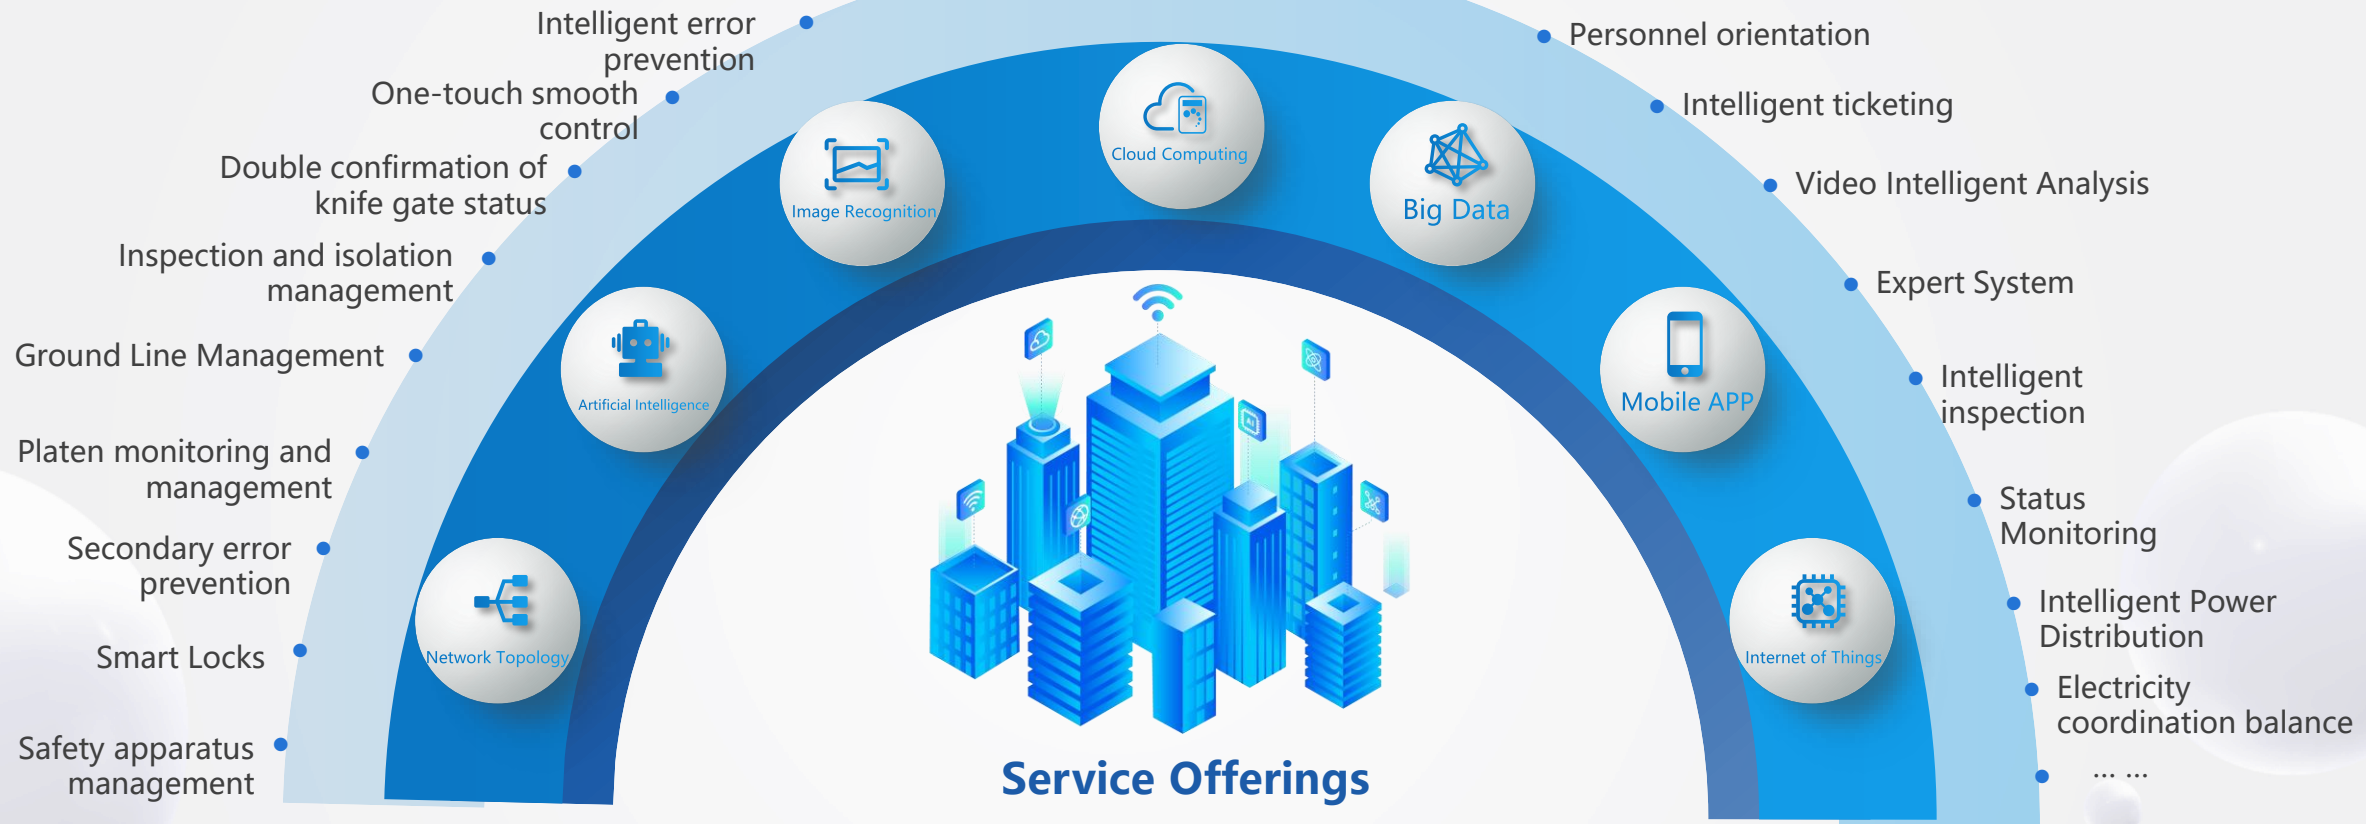 Intelligent error
prevention
One-touch smooth
control
Double confirmation of
knife gate status
Inspection and isolation
management
Ground Line Management
Platen monitoring and
management
Secondary error
prevention
Smart Locks
Safety apparatus
management
Network Topology
Artificial Intelligence
Image Recognition
Cloud Computing
Big Data
Mobile APP
Internet of Things
AI
Service Offerings
Personnel orientation
Intelligent ticketing
Video Intelligent Analysis
Expert System
Intelligent
inspection
Status
Monitoring
Intelligent Power
Distribution
Electricity
coordination balance
... ...